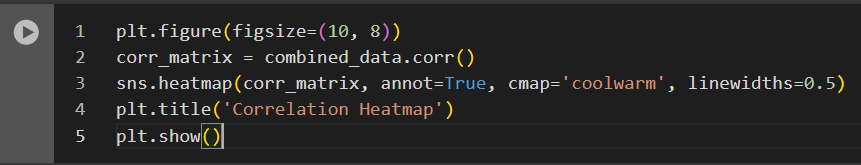 1 plt.figure(figsize=(10, 8))
2 corr_matrix = combined_data.corr()
3 sns.heatmap(corr_matrix, annot=True, cmap='coolwarm', linewidths=0.5)
4 plt.title('Correlation Heatmap')
5 plt.show()